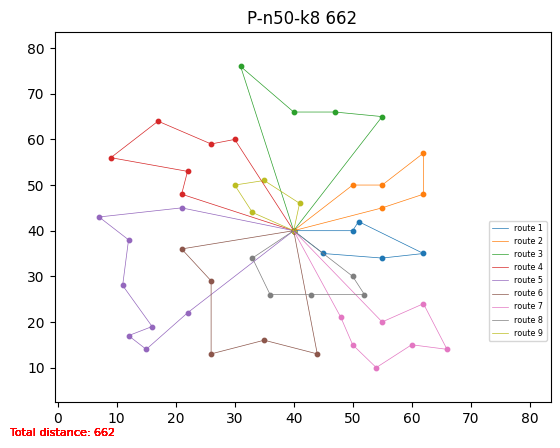 P-n50-k8 662
80
70
60
50
40
30
20
10
0 10 20 30 40 50 60 70 80
route 1
route 2
route 3
route 4
route 5
route 6
route 7
route 8
route 9
Total distance: 662